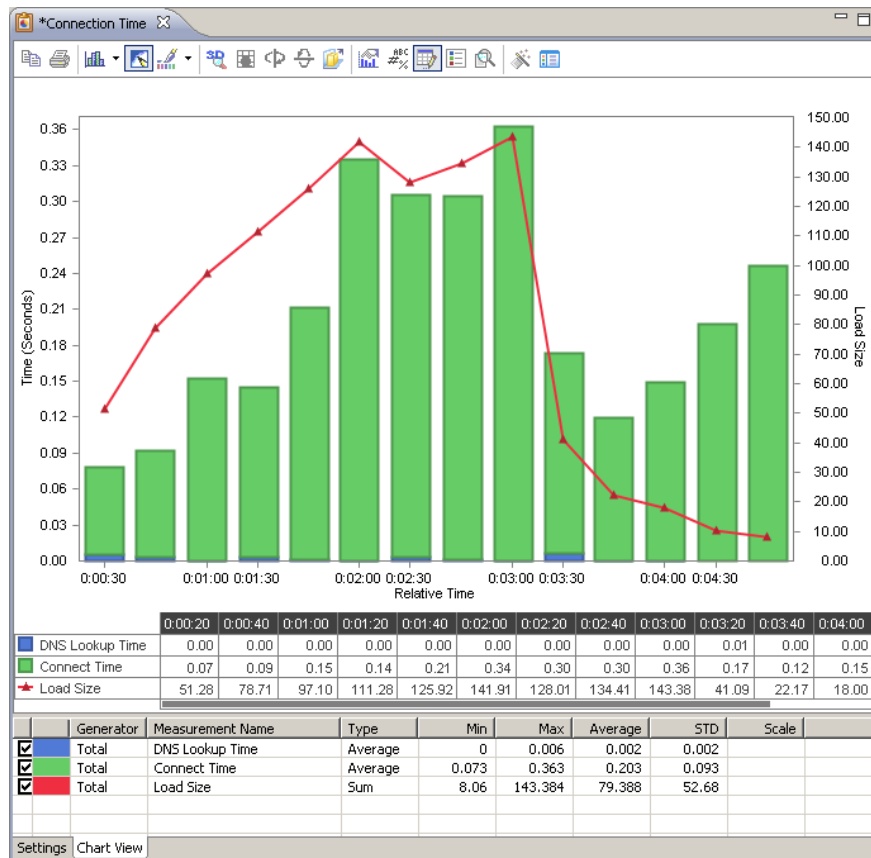 *Connection Time
3D
ABC
#%
0.36
0.33
0.30
0.27
0.24
0.21
0.18
0.15
0.12
0.09
0.06
0.03
0.00
Time (Seconds)
150.00
140.00
130.00
120.00
110.00
100.00
90.00
80.00
70.00
60.00
50.00
40.00
30.00
20.00
10.00
0.00
Load Size
0:00:30 0:01:00 0:01:30 0:02:00 0:02:30 0:03:00 0:03:30 0:04:00 0:04:30
Relative Time
0:00:20 0:00:40 0:01:00 0:01:20 0:01:40 0:02:00 0:02:20 0:02:40 0:03:00 0:03:20 0:03:40 0:04:00
DNS Lookup Time 0.00 0.00 0.00 0.00 0.00 0.00 0.00 0.00 0.00 0.01 0.00 0.00
Connect Time 0.07 0.09 0.15 0.14 0.21 0.34 0.30 0.30 0.36 0.17 0.12 0.15
Load Size 51.28 78.71 97.10 111.28 125.92 141.91 128.01 134.41 143.38 41.09 22.17 18.00
Generator Measurement Name Type Min Max Average STD Scale
Total DNS Lookup Time Average 0 0.006 0.002 0.002
Total Connect Time Average 0.073 0.363 0.203 0.093
Total Load Size Sum 8.06 143.384 79.388 52.68
Settings Chart View